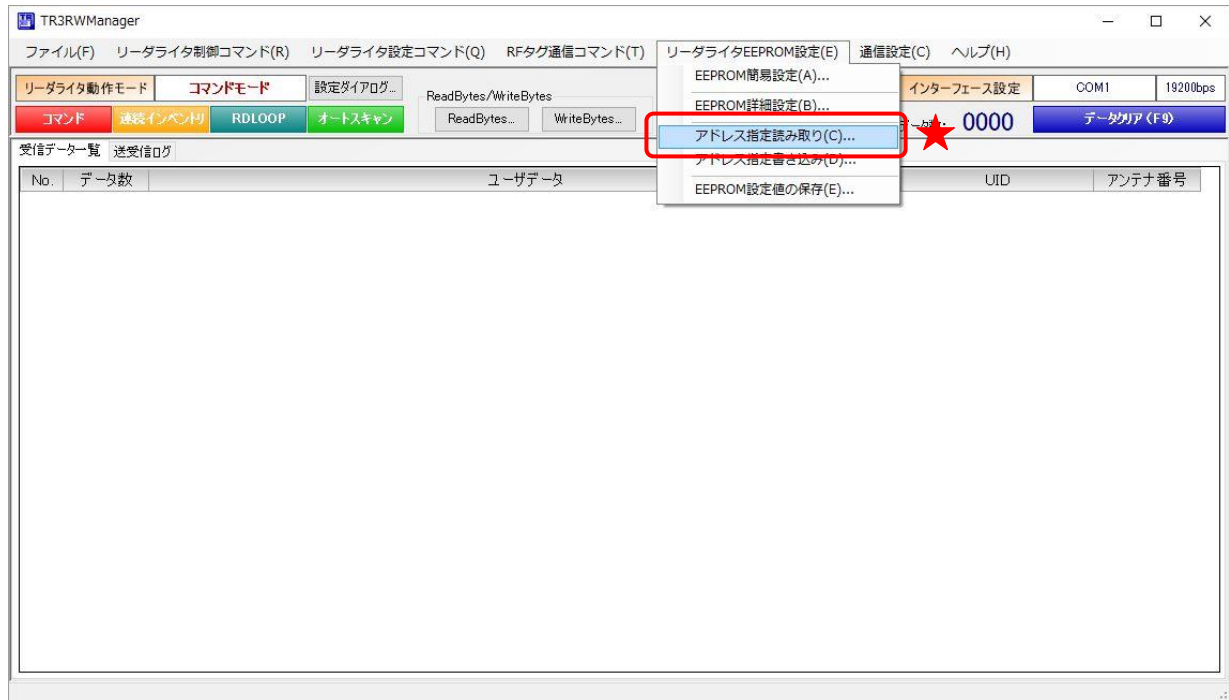 TR3RWManager
ファイル(F) リーダライタ制御コマンド(R) リーダライタ設定コマンド(Q) RFタグ通信コマンド(T) リーダライタEEPROM設定(E) 通信設定(C) ヘルプ(H)
リーダライタ動作モード コマンドモード 設定ダイアログ... ReadBytes/WriteBytes EEPROM簡易設定(A)... インターフェース設定 COM1 19200bps
コマンド 連続インベントリ RDLOOP オートスキャン ReadBytes... WriteBytes... EEPROM詳細設定(B)... 0000 データクリア(F9)
アドレス指定読み取り(C)...
受信データ一覧 送受信ログ アドレス指定書き込み(D)...
No. データ数 ユーザデータ EEPROM設定値の保存(E)... UID アンテナ番号